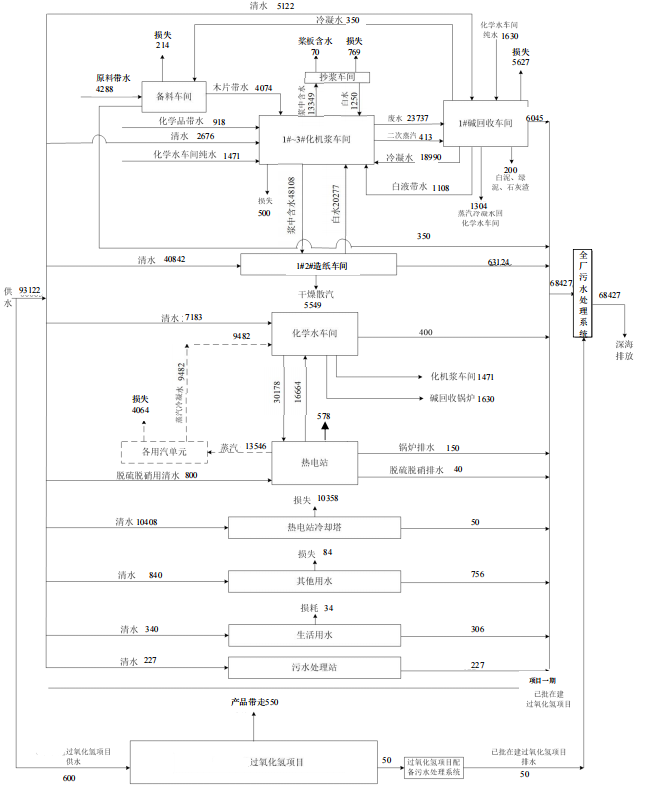 清水 5122
冷凝水 350
化学水车间
纯水 1630
损失
214
浆板含水
70
损失
769
损失
5627
原料带水
4288
备料车间
木片带水 4074
抄浆车间
浆中含水
13349
白水
1250
化学品带水 918
清水 2676
化学水车间纯水 1471
1#~3#化机浆车间
废水 23737
二次蒸汽 413
冷凝水 18990
白液带水 1108
1#碱回收车间
6045
200
白泥、绿
泥、石灰渣
1304
蒸汽冷凝水回
化学水车间
损失
500
浆中含水48108
白水20277
350
清水 40842
1#2#造纸车间
63124
干燥散汽
5549
供
水
93122
68427
全厂污水处理系统
68427
深海
排放
清水 7183
化学水车间
400
9482
蒸汽冷凝水 9482
化机浆车间 1471
碱回收锅炉 1630
30178
16664
损失
4064
578
各用汽单元
蒸汽 13546
热电站
锅炉排水 150
脱硫脱硝用清水 800
脱硫脱硝排水 40
损失 10358
清水 10408
热电站冷却塔
50
损失 84
清水 840
其他用水
756
损耗 34
清水 340
生活用水
306
清水 227
污水处理站
227
项目一期
已批在建
过氧化氢项目
产品带走550
过氧化氢项目
供水
600
过氧化氢项目
50
过氧化氢项目配
备污水处理系统
已批在建过氧化氢项目
排水
50